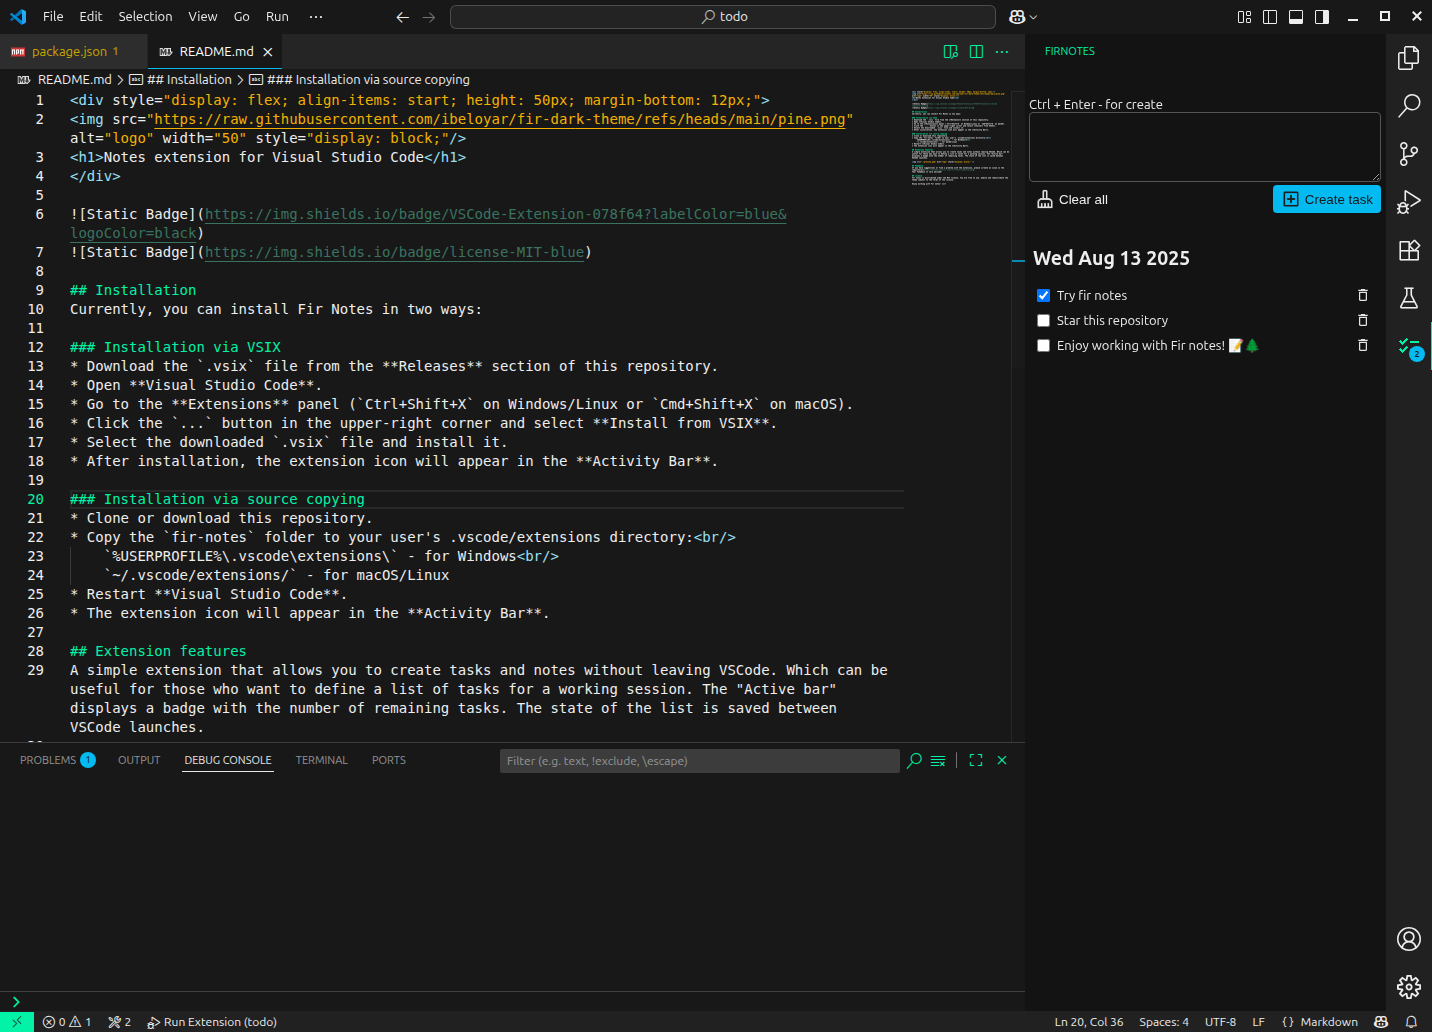 File Edit Selection View Go Run ··· todo
package.json 1 README.md
README.md > ## Installation > ### Installation via source copying
1 <div style="display: flex; align-items: start; height: 50px; margin-bottom: 12px;">
2 <img src="https://raw.githubusercontent.com/ibeloyar/fir-dark-theme/refs/heads/main/pine.png"
alt="logo" width="50" style="display: block;"/>
3 <h1>Notes extension for Visual Studio Code</h1>
4 </div>
5
6 ![Static Badge](https://img.shields.io/badge/VSCode-Extension-078f64?labelColor=blue&
logoColor=black)
7 ![Static Badge](https://img.shields.io/badge/license-MIT-blue)
8
9 ## Installation
10 Currently, you can install Fir Notes in two ways:
11
12 ### Installation via VSIX
13 * Download the `.vsix` file from the **Releases** section of this repository.
14 * Open **Visual Studio Code**.
15 * Go to the **Extensions** panel (`Ctrl+Shift+X` on Windows/Linux or `Cmd+Shift+X` on macOS).
16 * Click the `...` button in the upper-right corner and select **Install from VSIX**.
17 * Select the downloaded `.vsix` file and install it.
18 * After installation, the extension icon will appear in the **Activity Bar**.
19
20 ### Installation via source copying
21 * Clone or download this repository.
22 * Copy the `fir-notes` folder to your user's .vscode/extensions directory:<br/>
23 `%USERPROFILE%\.vscode\extensions\` - for Windows<br/>
24 `~/.vscode/extensions/` - for macOS/Linux
25 * Restart **Visual Studio Code**.
26 * The extension icon will appear in the **Activity Bar**.
27
28 ## Extension features
29 A simple extension that allows you to create tasks and notes without leaving VSCode. Which can be
useful for those who want to define a list of tasks for a working session. The "Active bar"
displays a badge with the number of remaining tasks. The state of the list is saved between
VSCode launches.
PROBLEMS 1 OUTPUT DEBUG CONSOLE TERMINAL PORTS Filter (e.g. text, !exclude, \escape)
FIRNOTES
Ctrl + Enter - for create
Clear all Create task
Wed Aug 13 2025
Try fir notes
Star this repository
Enjoy working with Fir notes! 📝🌲
2
0 1 2 Run Extension (todo) Ln 20, Col 36 Spaces: 4 UTF-8 LF {} Markdown